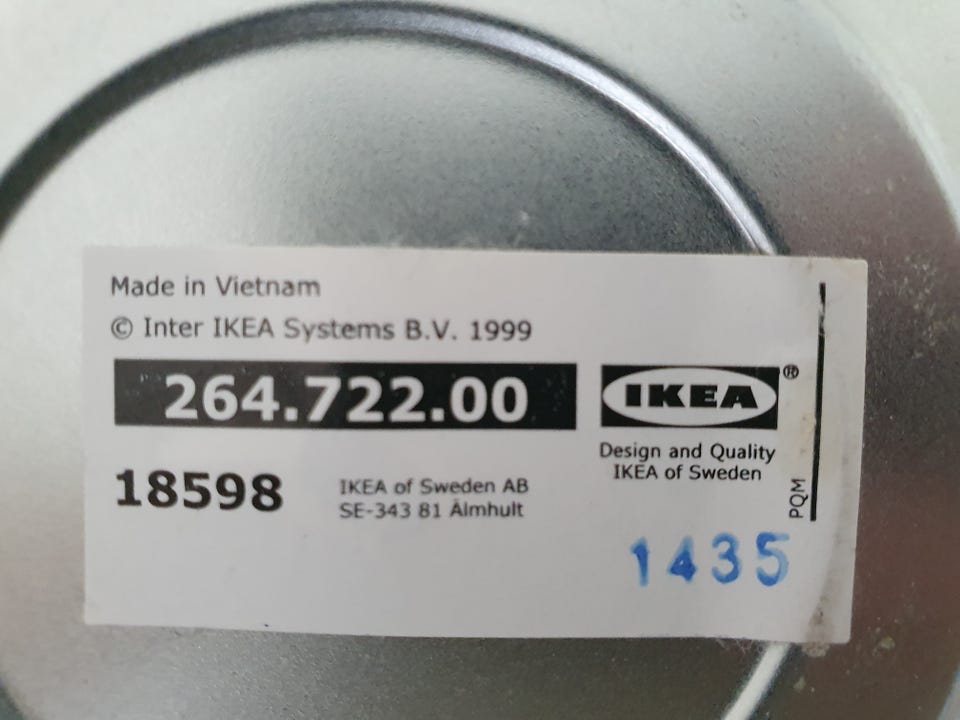 Made in Vietnam
© Inter IKEA Systems B.V. 1999
264.722.00
IKEA®
Design and Quality
IKEA of Sweden
18598
IKEA of Sweden AB
SE-343 81 Älmhult
PQM
1435